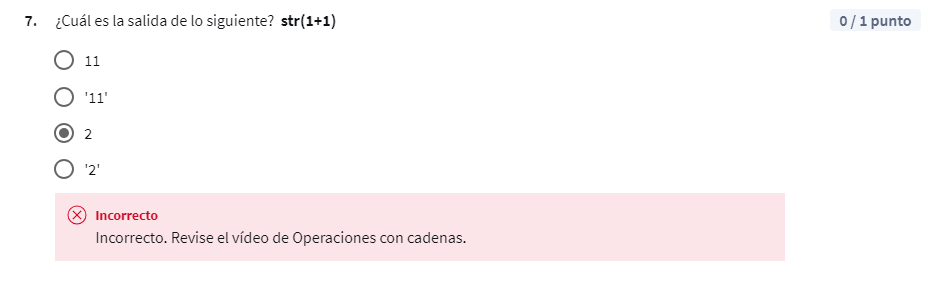 7. ¿Cuál es la salida de lo siguiente? str(1+1)
0 / 1 punto
11
'11'
2
'2'
Incorrecto
Incorrecto. Revise el vídeo de Operaciones con cadenas.